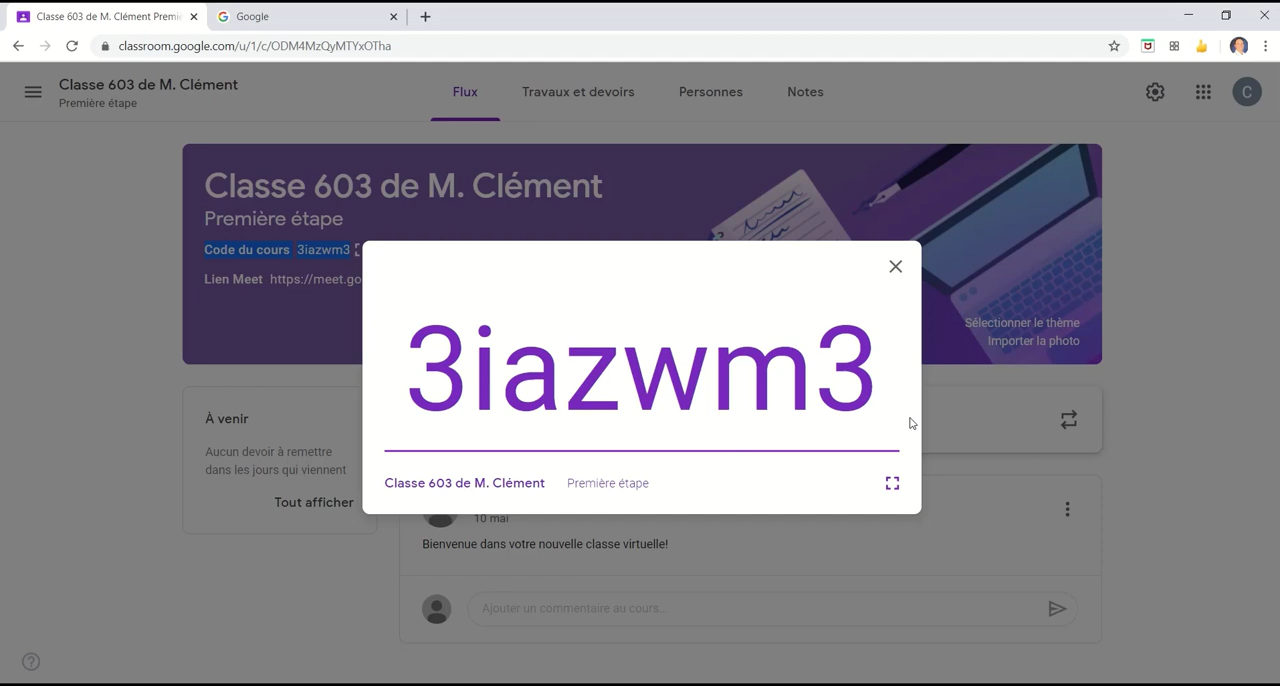 Classe 603 de M. Clément Premiè
Google
classroom.google.com/u/1/c/ODM4MzQyMTYxOTha
Classe 603 de M. Clément
Première étape
Flux
Travaux et devoirs
Personnes
Notes
C
Classe 603 de M. Clément
Première étape
Code du cours 3iazwm3
Lien Meet https://meet.go
Sélectionner le thème
Importer la photo
3iazwm3
Classe 603 de M. Clément Première étape
À venir
Aucun devoir à remettre
dans les jours qui viennent
Tout afficher
10 mai
Bienvenue dans votre nouvelle classe virtuelle!
Ajouter un commentaire au cours...